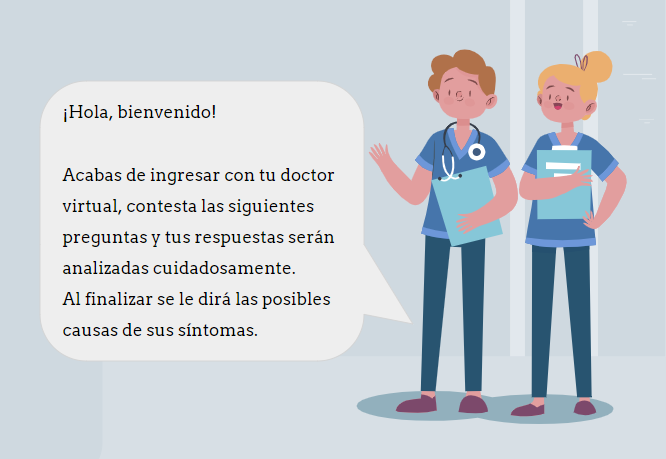 ¡Hola, bienvenido!
Acabas de ingresar con tu doctor
virtual, contesta las siguientes
preguntas y tus respuestas serán
analizadas cuidadosamente.
Al finalizar se le dirá las posibles
causas de sus síntomas.